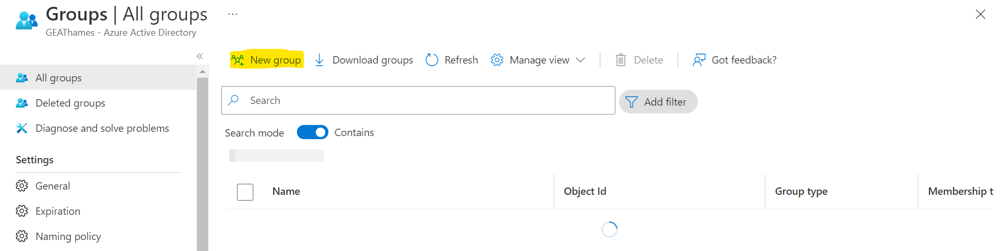 Groups | All groups
...
GEAThames - Azure Active Directory
«
New group
Download groups
Refresh
Manage view
Delete
Got feedback?
All groups
Deleted groups
Diagnose and solve problems
Settings
General
Expiration
Naming policy
Search
Add filter
Search mode
Contains
Name
Object Id
Group type
Membership t